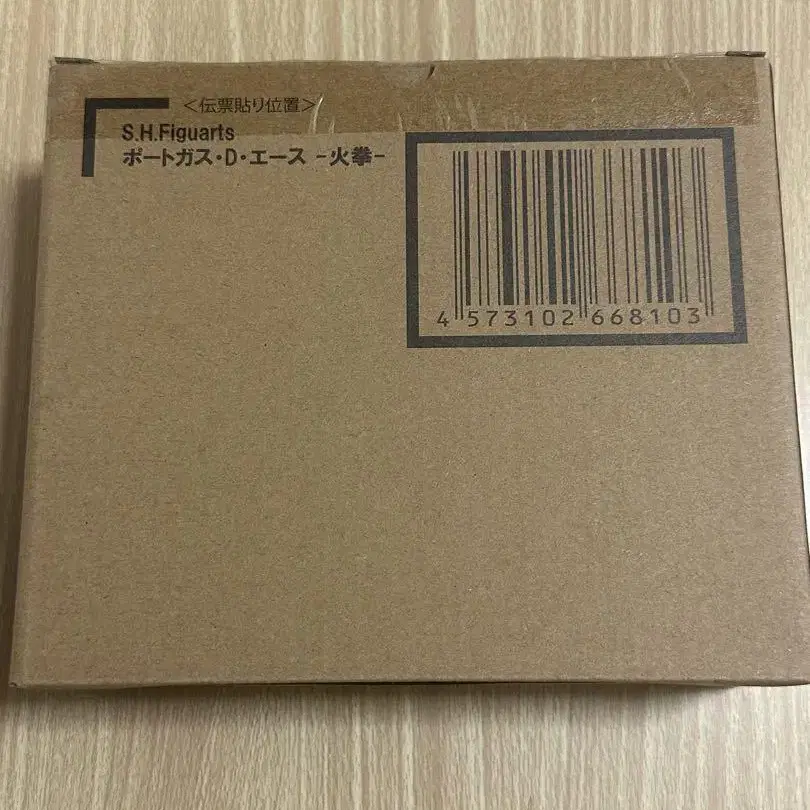 ＜伝票貼り位置＞
S.H.Figuarts
ポートガス・D・エース -火拳-
4 573102 668103